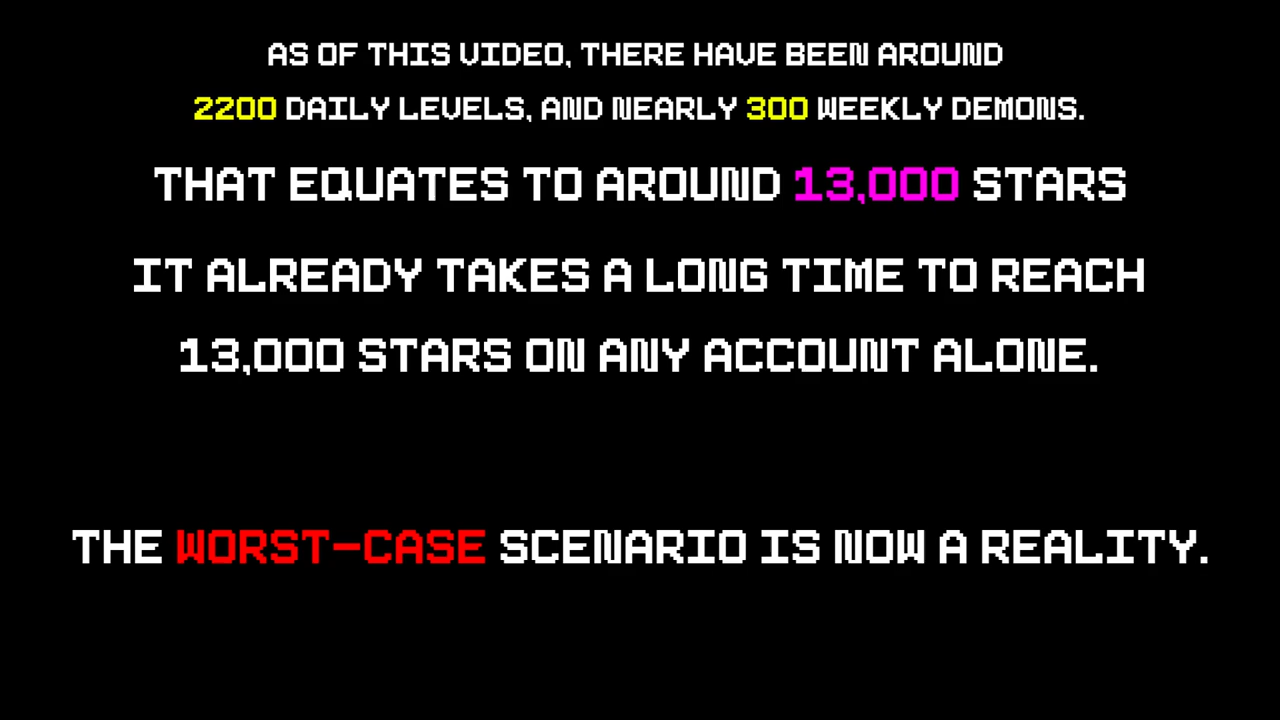 AS OF THIS VIDEO, THERE HAVE BEEN AROUND
2200 DAILY LEVELS, AND NEARLY 300 WEEKLY DEMONS.
THAT EQUATES TO AROUND 13,000 STARS
IT ALREADY TAKES A LONG TIME TO REACH
13,000 STARS ON ANY ACCOUNT ALONE.
THE WORST-CASE SCENARIO IS NOW A REALITY.